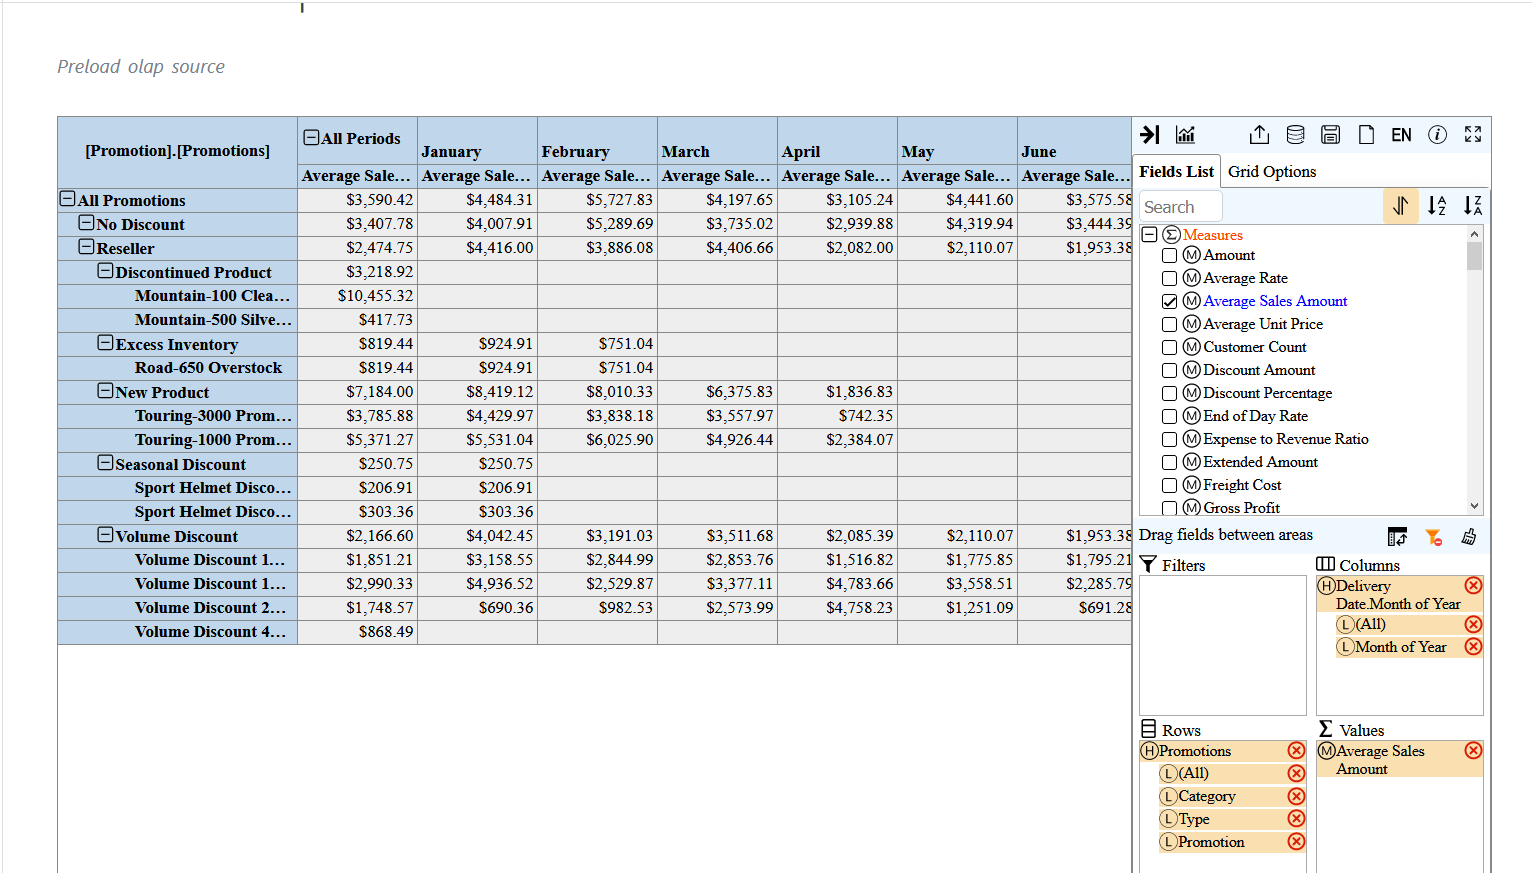 Preload olap source
[Promotion].[Promotions] All Periods January February March April May June
Average Sale... Average Sale... Average Sale... Average Sale... Average Sale... Average Sale... Average Sale...
All Promotions $3,590.42 $4,484.31 $5,727.83 $4,197.65 $3,105.24 $4,441.60 $3,575.58
No Discount $3,407.78 $4,007.91 $5,289.69 $3,735.02 $2,939.88 $4,319.94 $3,444.39
Reseller $2,474.75 $4,416.00 $3,886.08 $4,406.66 $2,082.00 $2,110.07 $1,953.38
Discontinued Product $3,218.92
Mountain-100 Clea... $10,455.32
Mountain-500 Silve... $417.73
Excess Inventory $819.44 $924.91 $751.04
Road-650 Overstock $819.44 $924.91 $751.04
New Product $7,184.00 $8,419.12 $8,010.33 $6,375.83 $1,836.83
Touring-3000 Prom... $3,785.88 $4,429.97 $3,838.18 $3,557.97 $742.35
Touring-1000 Prom... $5,371.27 $5,531.04 $6,025.90 $4,926.44 $2,384.07
Seasonal Discount $250.75 $250.75
Sport Helmet Disco... $206.91 $206.91
Sport Helmet Disco... $303.36 $303.36
Volume Discount $2,166.60 $4,042.45 $3,191.03 $3,511.68 $2,085.39 $2,110.07 $1,953.38
Volume Discount 1... $1,851.21 $3,158.55 $2,844.99 $2,853.76 $1,516.82 $1,775.85 $1,795.21
Volume Discount 1... $2,990.33 $4,936.52 $2,529.87 $3,377.11 $4,783.66 $3,558.51 $2,285.79
Volume Discount 2... $1,748.57 $690.36 $982.53 $2,573.99 $4,758.23 $1,251.09 $691.28
Volume Discount 4... $868.49
EN
Fields List Grid Options
Search
Measures
M Amount
M Average Rate
M Average Sales Amount
M Average Unit Price
M Customer Count
M Discount Amount
M Discount Percentage
M End of Day Rate
M Expense to Revenue Ratio
M Extended Amount
M Freight Cost
M Gross Profit
Drag fields between areas
Filters
Columns
H Delivery
Date.Month of Year
L (All)
L Month of Year
Rows
H Promotions
L (All)
L Category
L Type
L Promotion
Σ Values
M Average Sales
Amount